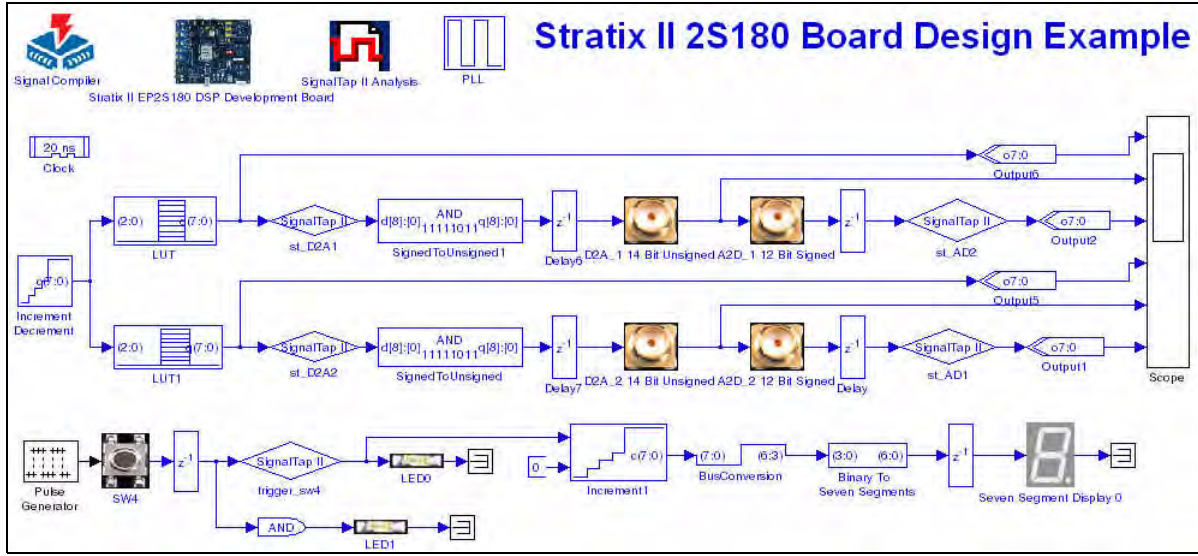 Stratix II 2S180 Board Design Example
Signal Compiler
Stratix II EP2S180 DSP Development Board
SignalTap II Analysis
PLL
20 ns
Clock
o7:0
Output6
(2:0) q(7:0)
LUT
SignalTap II
st_D2A1
d[8]:[0] AND 11111011 q[8]:[0]
SignedToUnsigned1
z-1
Delay6
D2A_1 14 Bit Unsigned
A2D_1 12 Bit Signed
z-1
SignalTap II
st_AD2
o7:0
Output2
q(7:0)
Increment
Decrement
o7:0
Output5
(2:0) q(7:0)
LUT1
SignalTap II
st_D2A2
d[8]:[0] AND 11111011 q[8]:[0]
SignedToUnsigned
z-1
Delay7
D2A_2 14 Bit Unsigned
A2D_2 12 Bit Signed
z-1
Delay
SignalTap II
st_AD1
o7:0
Output1
Scope
Pulse
Generator
SW4
z-1
SignalTap II
trigger_sw4
LED0
AND
LED1
0
c(7:0)
Increment1
(7:0) (6:3)
BusConversion
(3:0) (6:0)
Binary To
Seven Segments
z-1
Seven Segment Display 0